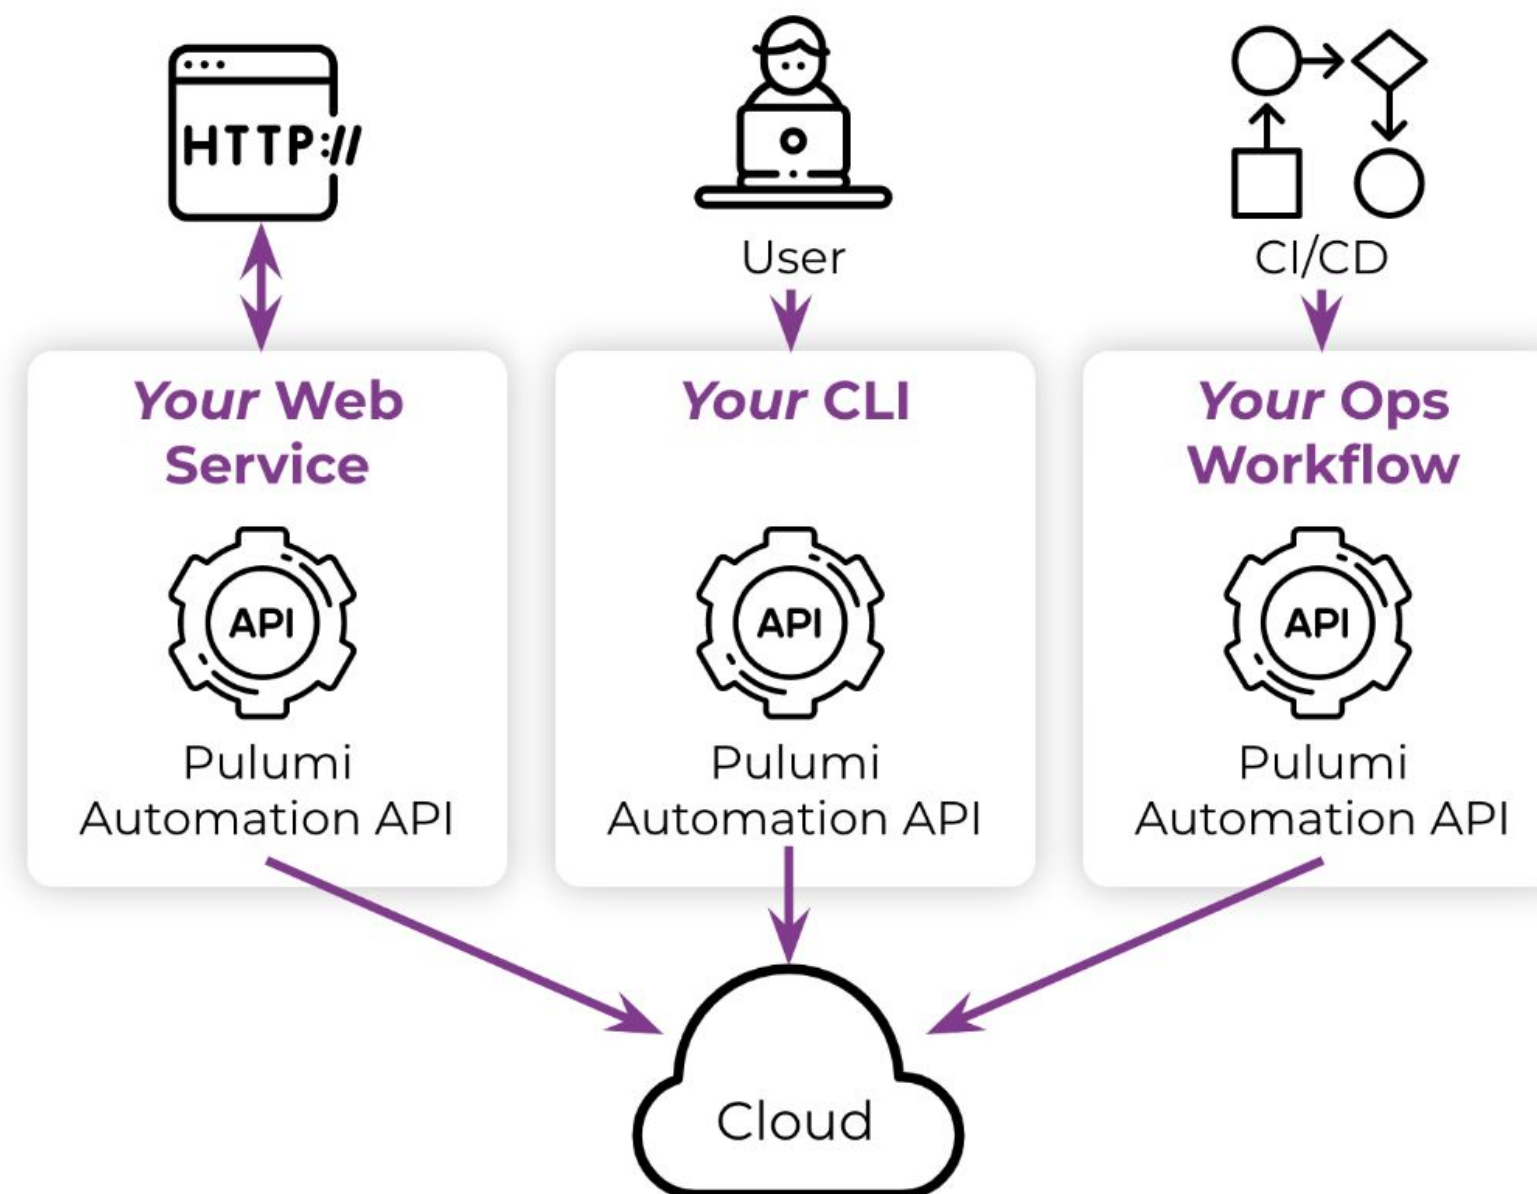 HTTP://
User
CI/CD
Your Web
Service
API
Pulumi
Automation API
Your CLI
API
Pulumi
Automation API
Your Ops
Workflow
API
Pulumi
Automation API
Cloud